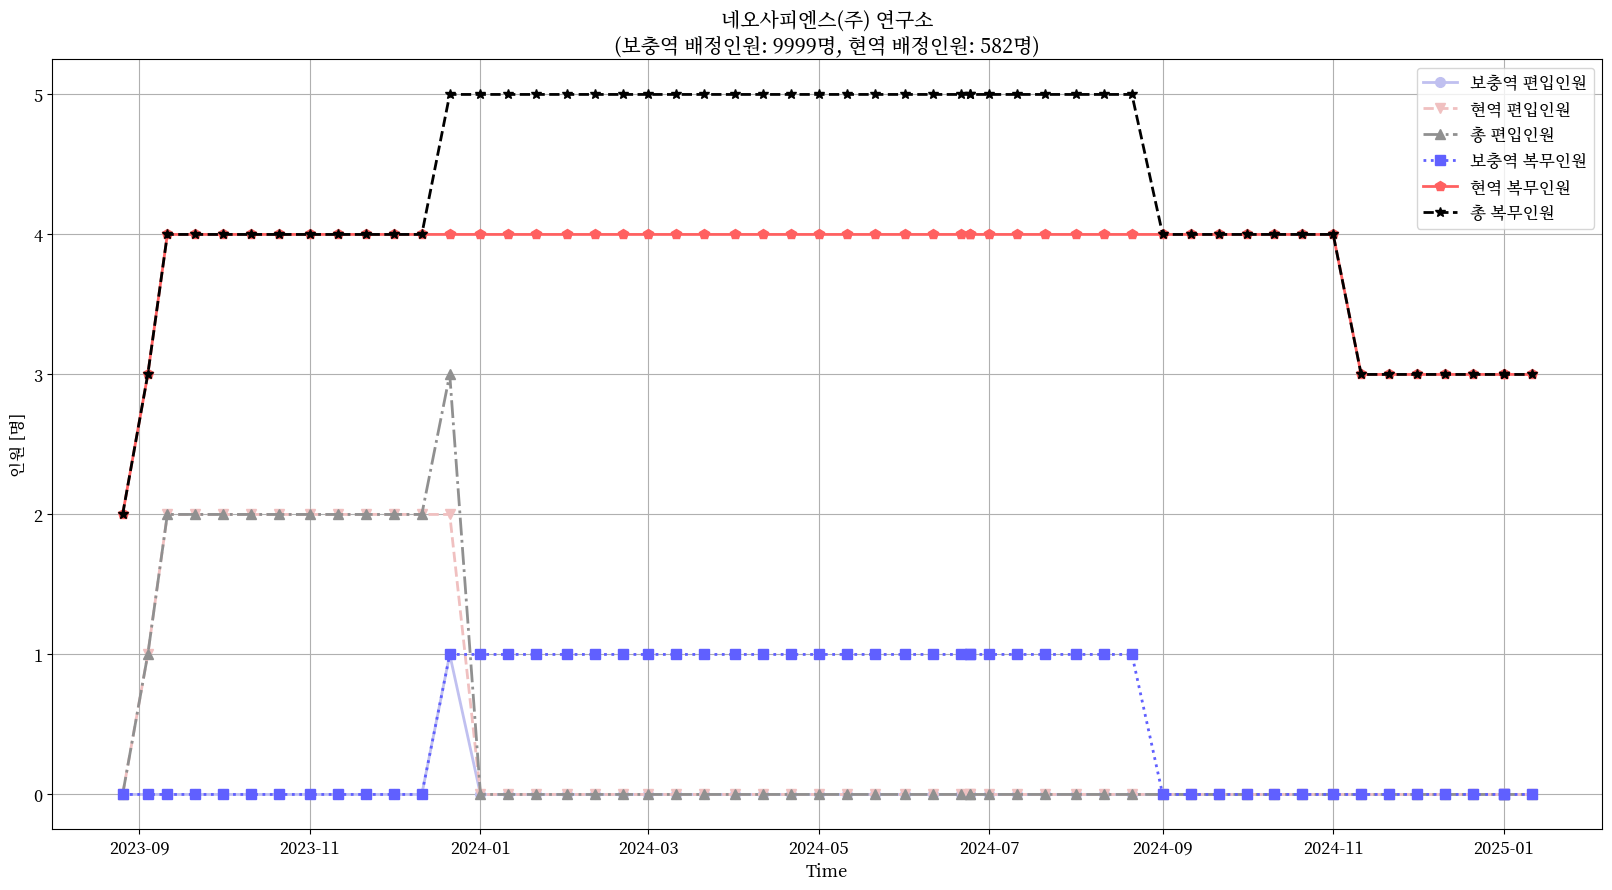 네오사피엔스(주) 연구소
(보충역 배정인원: 9999명, 현역 배정인원: 582명)
보충역 편입인원
현역 편입인원
총 편입인원
보충역 복무인원
현역 복무인원
총 복무인원
인원 [명]
5
4
3
2
1
0
2023-09
2023-11
2024-01
2024-03
2024-05
2024-07
2024-09
2024-11
2025-01
Time